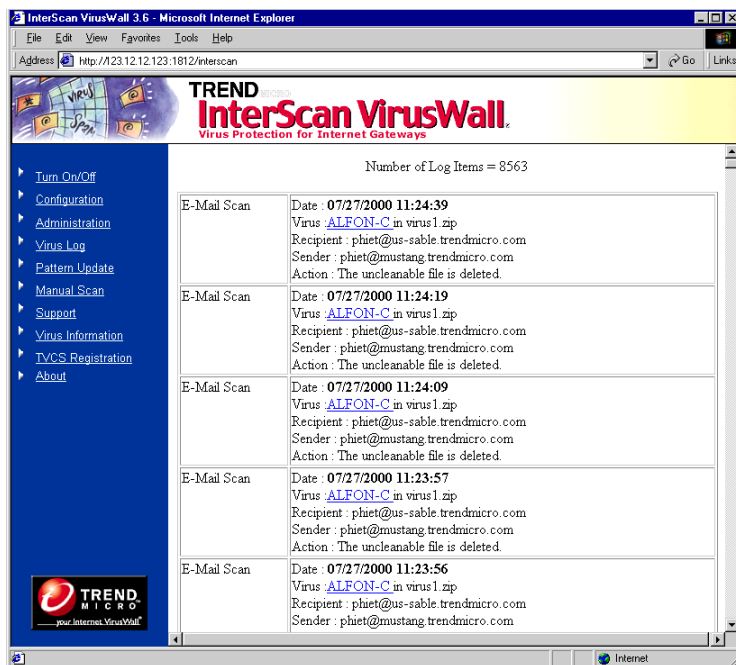 InterScan VirusWall 3.6 - Microsoft Internet Explorer
File Edit View Favorites Tools Help
Address http://123.12.12.123:1812/interscan Go Links
VIRUS
Spam
TREND MICRO
InterScan VirusWall.
Virus Protection for Internet Gateways
Turn On/Off
Configuration
Administration
Virus Log
Pattern Update
Manual Scan
Support
Virus Information
TVCS Registration
About
TREND
MICRO
your Internet VirusWall
Number of Log Items = 8563
E-Mail Scan
Date : 07/27/2000 11:24:39
Virus :ALFON-C in virus1.zip
Recipient : phiet@us-sable.trendmicro.com
Sender : phiet@mustang.trendmicro.com
Action : The uncleanable file is deleted.
E-Mail Scan
Date : 07/27/2000 11:24:19
Virus :ALFON-C in virus1.zip
Recipient : phiet@us-sable.trendmicro.com
Sender : phiet@mustang.trendmicro.com
Action : The uncleanable file is deleted.
E-Mail Scan
Date : 07/27/2000 11:24:09
Virus :ALFON-C in virus1.zip
Recipient : phiet@us-sable.trendmicro.com
Sender : phiet@mustang.trendmicro.com
Action : The uncleanable file is deleted.
E-Mail Scan
Date : 07/27/2000 11:23:57
Virus :ALFON-C in virus1.zip
Recipient : phiet@us-sable.trendmicro.com
Sender : phiet@mustang.trendmicro.com
Action : The uncleanable file is deleted.
E-Mail Scan
Date : 07/27/2000 11:23:56
Virus :ALFON-C in virus1.zip
Recipient : phiet@us-sable.trendmicro.com
Sender : phiet@mustang.trendmicro.com
Internet